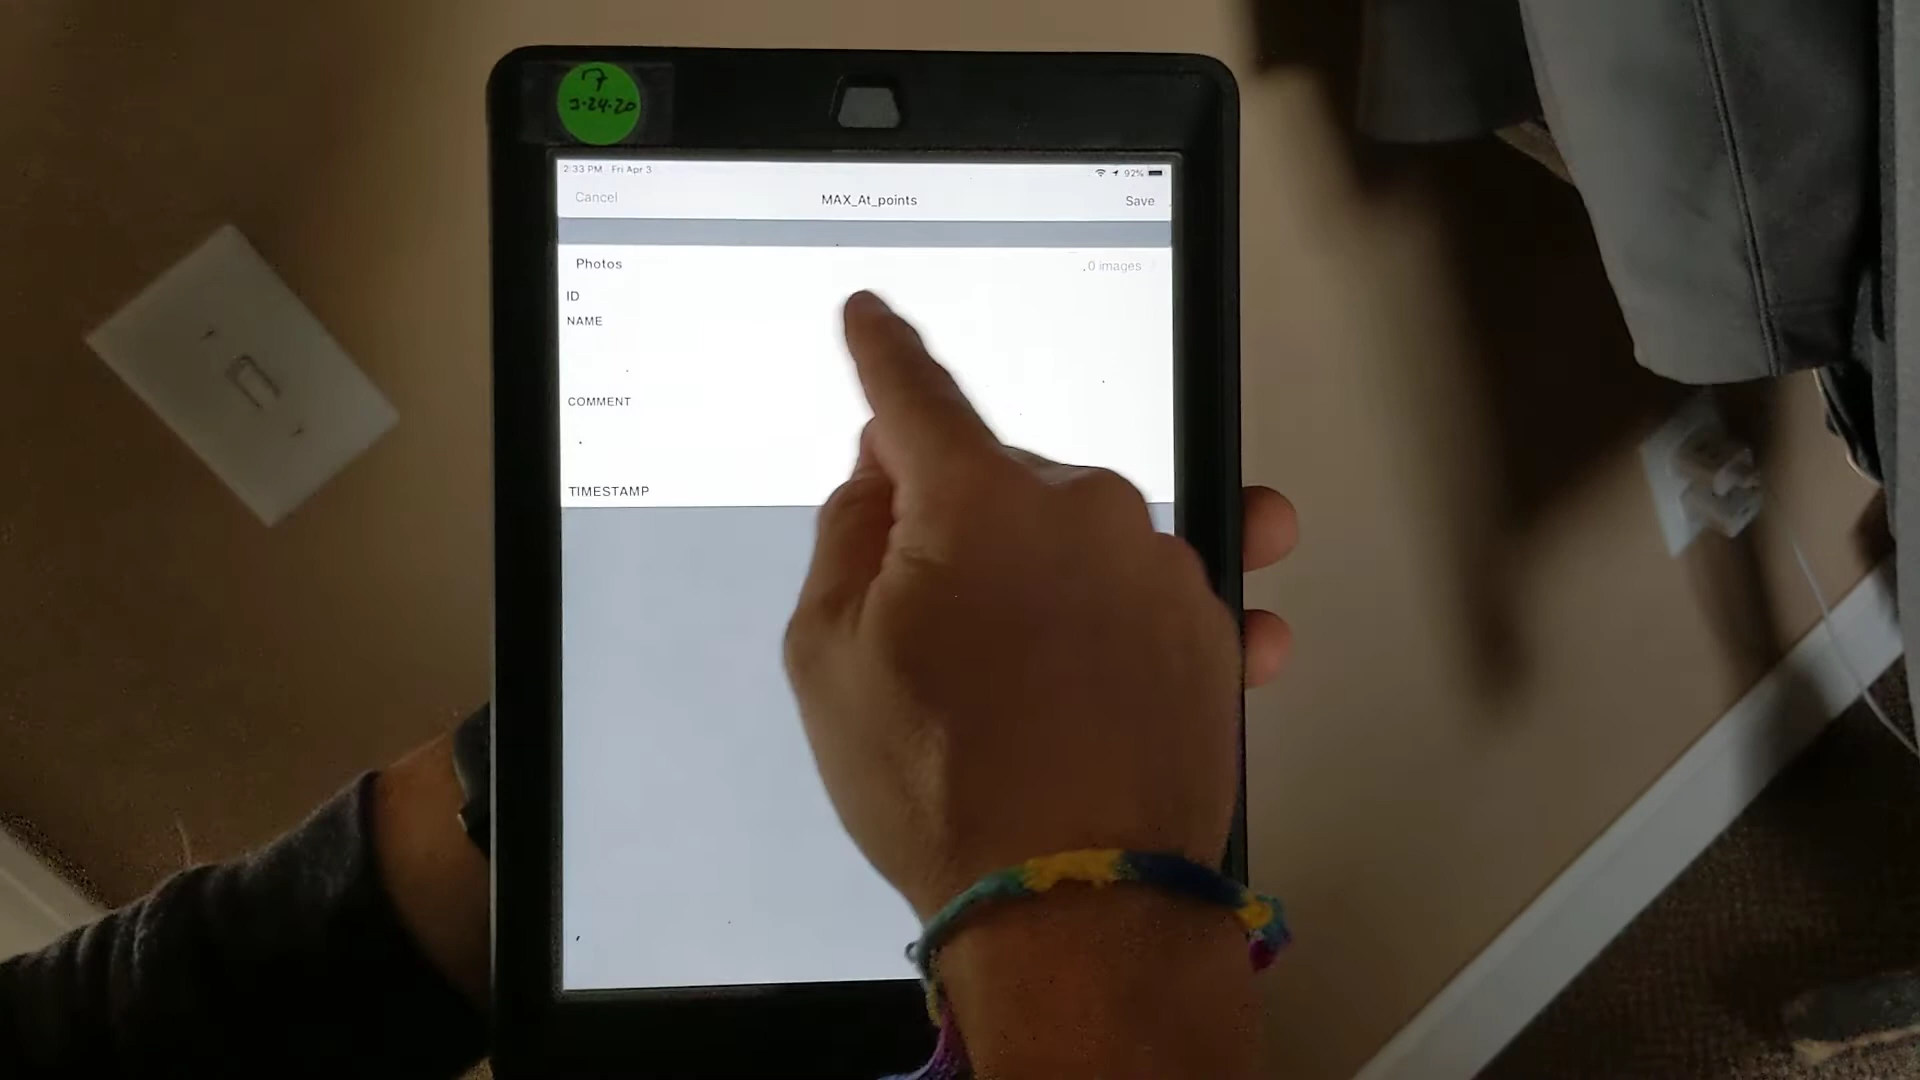 7
3-24-20
2:33 PM Fri Apr 3
92%
Cancel
MAX_At_points
Save
Photos
0 images
ID
NAME
COMMENT
TIMESTAMP